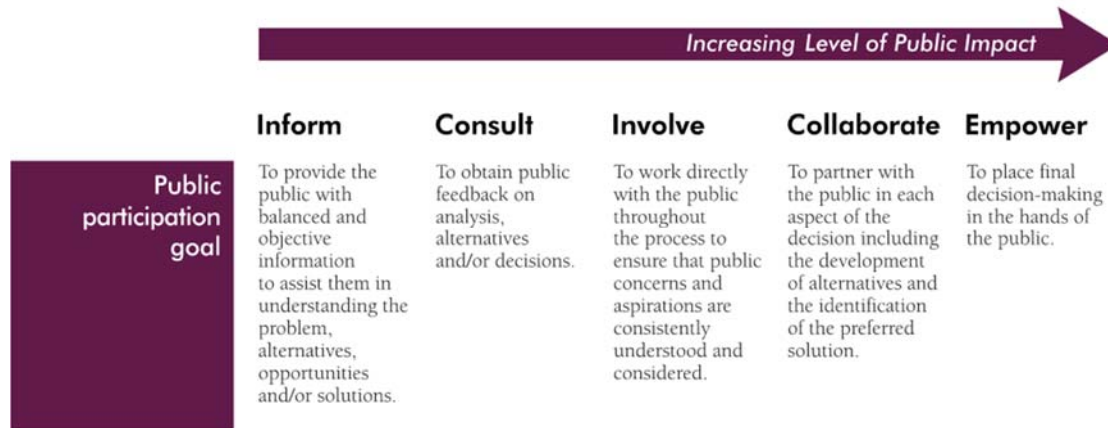 Increasing Level of Public Impact
Inform
Consult
Involve
Collaborate
Empower
Public
participation
goal
To provide the
public with
balanced and
objective
information
to assist them in
understanding the
problem,
alternatives,
opportunities
and/or solutions.
To obtain public
feedback on
analysis,
alternatives
and/or decisions.
To work directly
with the public
throughout
the process to
ensure that public
concerns and
aspirations are
consistently
understood and
considered.
To partner with
the public in each
aspect of the
decision including
the development
of alternatives and
the identification
of the preferred
solution.
To place final
decision-making
in the hands of
the public.